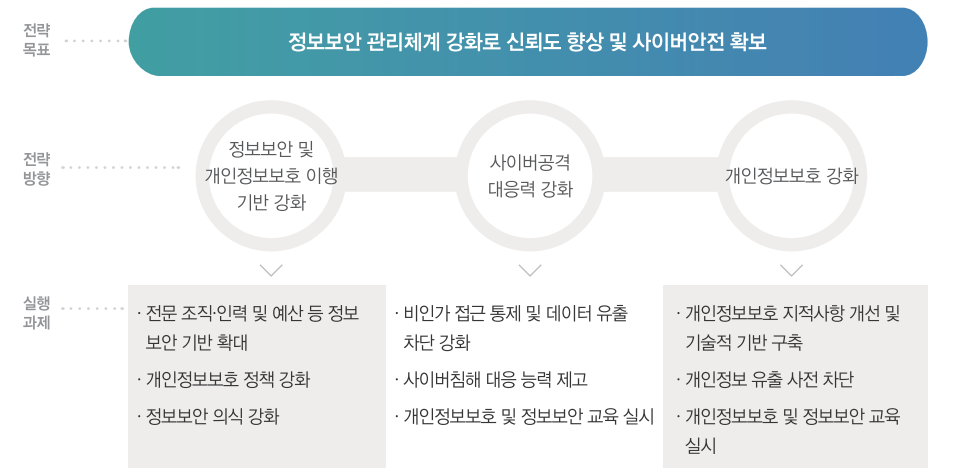 전략
목표
정보보안 관리체계 강화로 신뢰도 향상 및 사이버안전 확보
전략
방향
정보보안 및
개인정보보호 이행
기반 강화
사이버공격
대응력 강화
개인정보보호 강화
실행
과제
· 전문 조직·인력 및 예산 등 정보
보안 기반 확대
· 개인정보보호 정책 강화
· 정보보안 의식 강화
· 비인가 접근 통제 및 데이터 유출
차단 강화
· 사이버침해 대응 능력 제고
· 개인정보보호 및 정보보안 교육 실시
· 개인정보보호 지적사항 개선 및
기술적 기반 구축
· 개인정보 유출 사전 차단
· 개인정보보호 및 정보보안 교육
실시